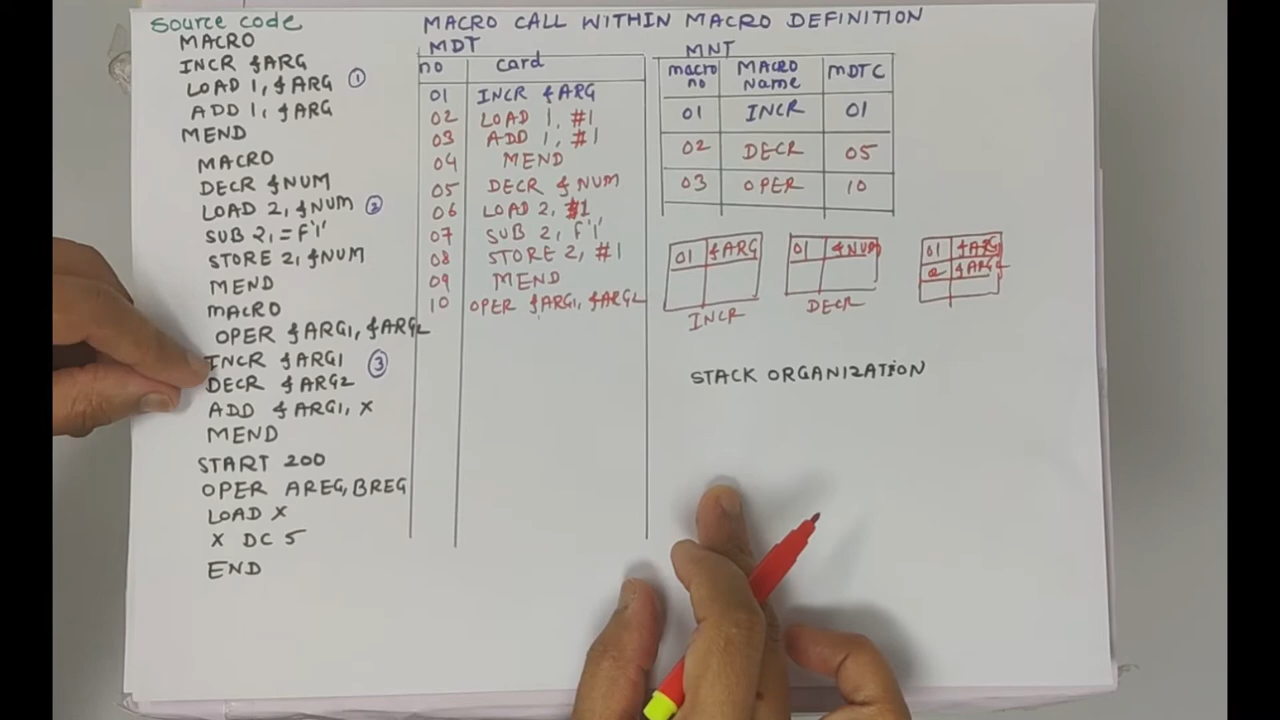 Source code
MACRO
INCR &ARG
LOAD 1, &ARG ①
ADD 1, &ARG
MEND
MACRO
DECR &NUM
LOAD 2, &NUM ②
SUB 2, =F'1'
STORE 2, &NUM
MEND
MACRO
OPER &ARG1, &ARG2
INCR &ARG1 ③
DECR &ARG2
ADD &ARG1, X
MEND
START 200
OPER AREG, BREG
LOAD X
X DC 5
END
MACRO CALL WITHIN MACRO DEFINITION
MDT
no card
01 INCR &ARG
02 LOAD 1, #1
03 ADD 1, #1
04 MEND
05 DECR &NUM
06 LOAD 2, #1
07 SUB 2, F'1'
08 STORE 2, #1
09 MEND
10 OPER &ARG1, &ARG2
MNT
macro no MACRO Name MDTC
01 INCR 01
02 DECR 05
03 OPER 10
01 &ARG
INCR
01 &NUM
DECR
01 &ARG1
2 &ARG2
STACK ORGANIZATION